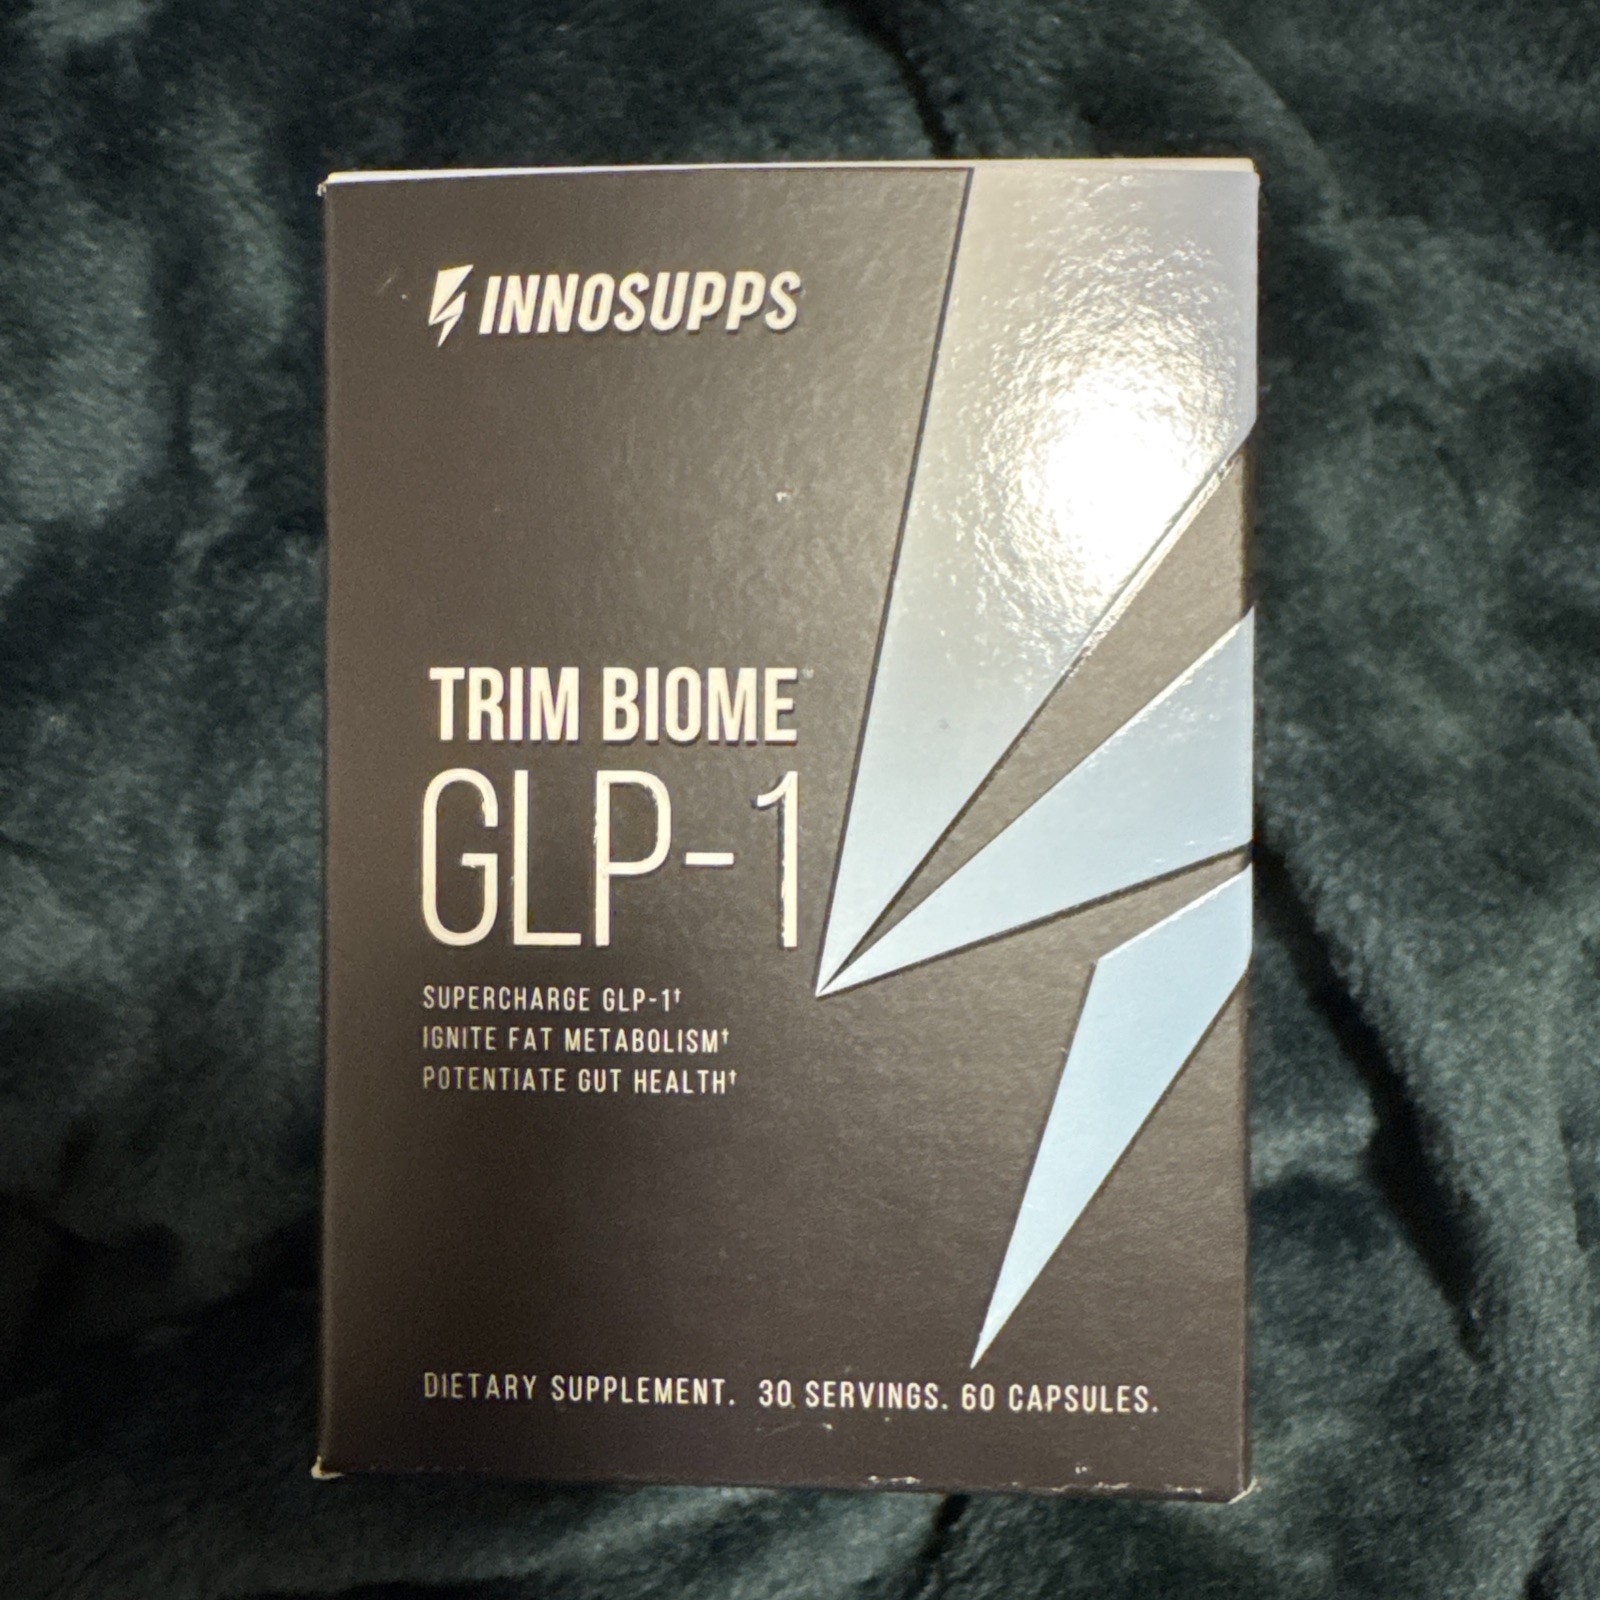 INNOSUPPS
TRIM BIOME™
GLP-1
SUPERCHARGE GLP-1†
IGNITE FAT METABOLISM†
POTENTIATE GUT HEALTH†
DIETARY SUPPLEMENT. 30 SERVINGS. 60 CAPSULES.